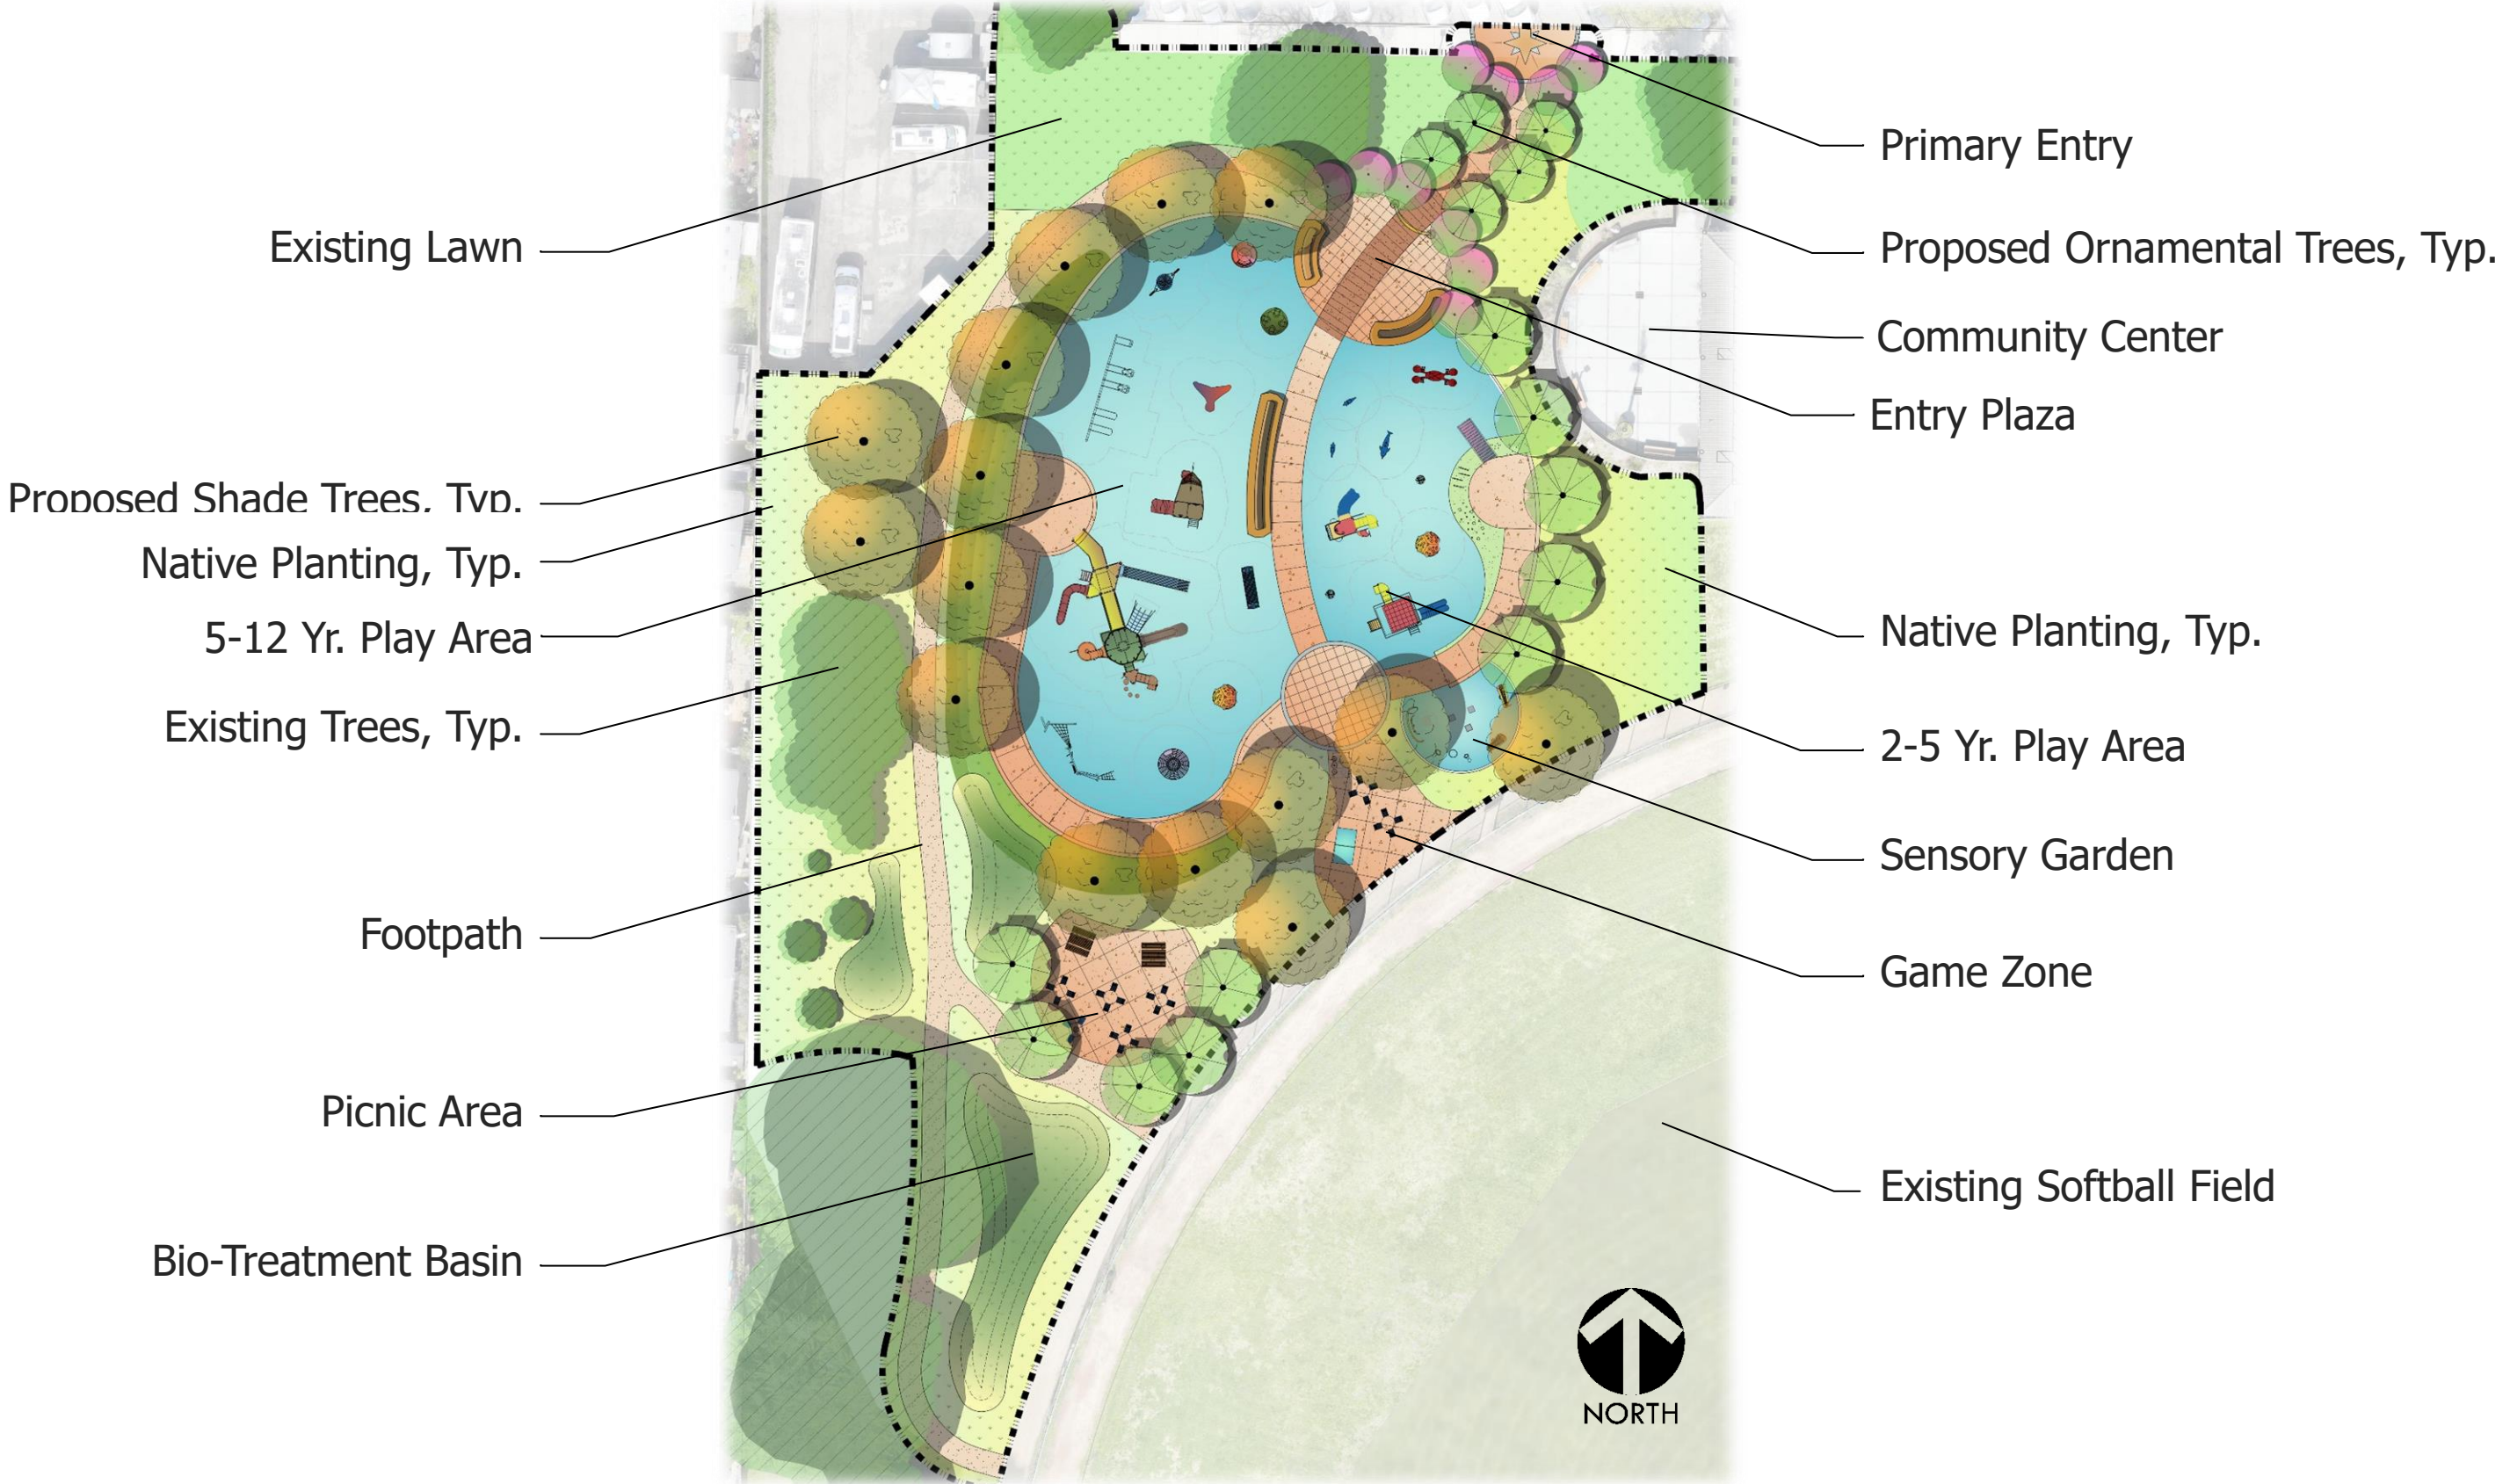 Existing Lawn
Proposed Shade Trees, Typ.
Native Planting, Typ.
5-12 Yr. Play Area
Existing Trees, Typ.
Footpath
Picnic Area
Bio-Treatment Basin
Primary Entry
Proposed Ornamental Trees, Typ.
Community Center
Entry Plaza
Native Planting, Typ.
2-5 Yr. Play Area
Sensory Garden
Game Zone
Existing Softball Field
NORTH